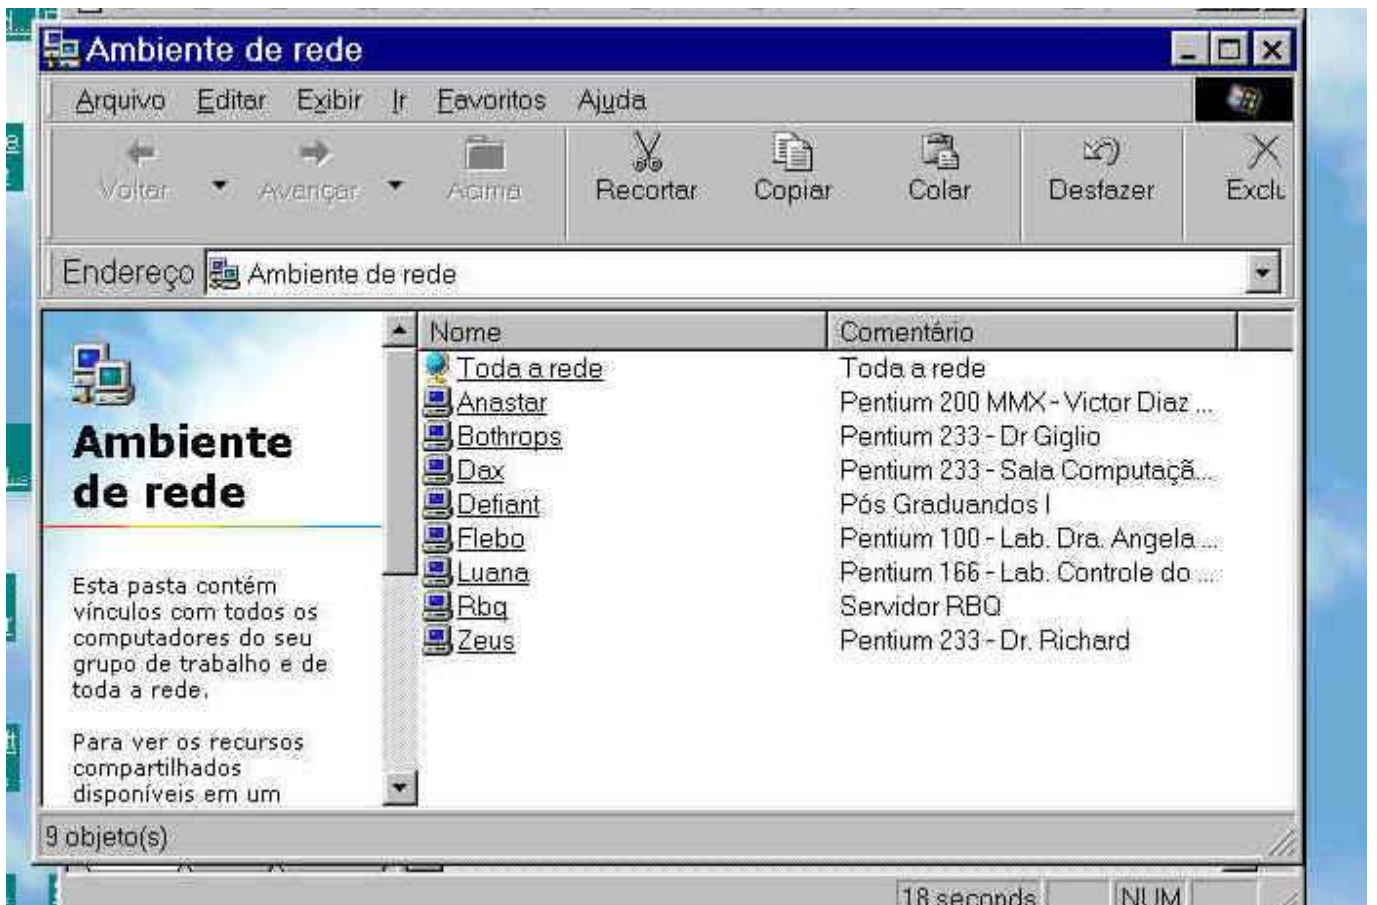 Ambiente de rede
Arquivo Editar Exibir Ir Favoritos Ajuda
Voltar Avançar Acima Recortar Copiar Colar Desfazer Exclu
Endereço Ambiente de rede
Nome Comentário
Toda a rede Toda a rede
Anastar Pentium 200 MMX - Victor Diaz ...
Bothrops Pentium 233 - Dr Giglio
Dax Pentium 233 - Sala Computaçã...
Defiant Pós Graduandos I
Flebo Pentium 100 - Lab. Dra. Angela ...
Luana Pentium 166 - Lab. Controle do ...
Rbq Servidor RBQ
Zeus Pentium 233 - Dr. Richard
Ambiente
de rede
Esta pasta contém
vínculos com todos os
computadores do seu
grupo de trabalho e de
toda a rede.
Para ver os recursos
compartilhados
disponíveis em um
9 objeto(s)
18 seconds NUM